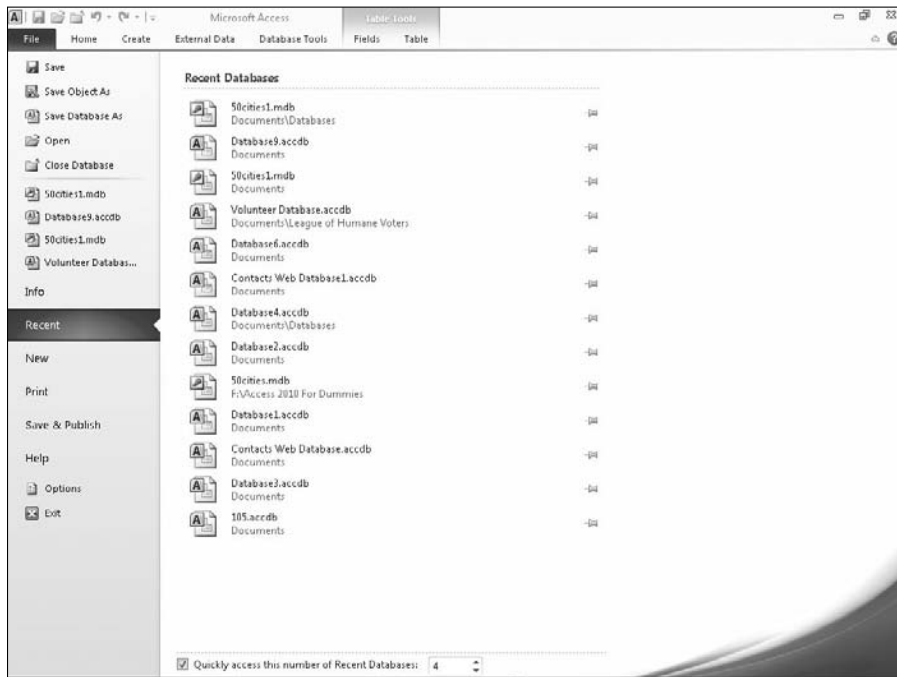 Microsoft Access
Table Tools
File Home Create External Data Database Tools Fields Table
Save
Save Object As
Save Database As
Open
Close Database
50cities1.mdb
Database9.accdb
50cities1.mdb
Volunteer Databas...
Info
Recent
New
Print
Save & Publish
Help
Options
Exit
Recent Databases
50cities1.mdb
Documents\Databases
Database9.accdb
Documents
50cities1.mdb
Documents
Volunteer Database.accdb
Documents\League of Humane Voters
Database6.accdb
Documents
Contacts Web Database1.accdb
Documents
Database4.accdb
Documents\Databases
Database2.accdb
Documents
50cities.mdb
F:\Access 2010 For Dummies
Database1.accdb
Documents
Contacts Web Database.accdb
Documents
Database3.accdb
Documents
105.accdb
Documents
Quickly access this number of Recent Databases: 4